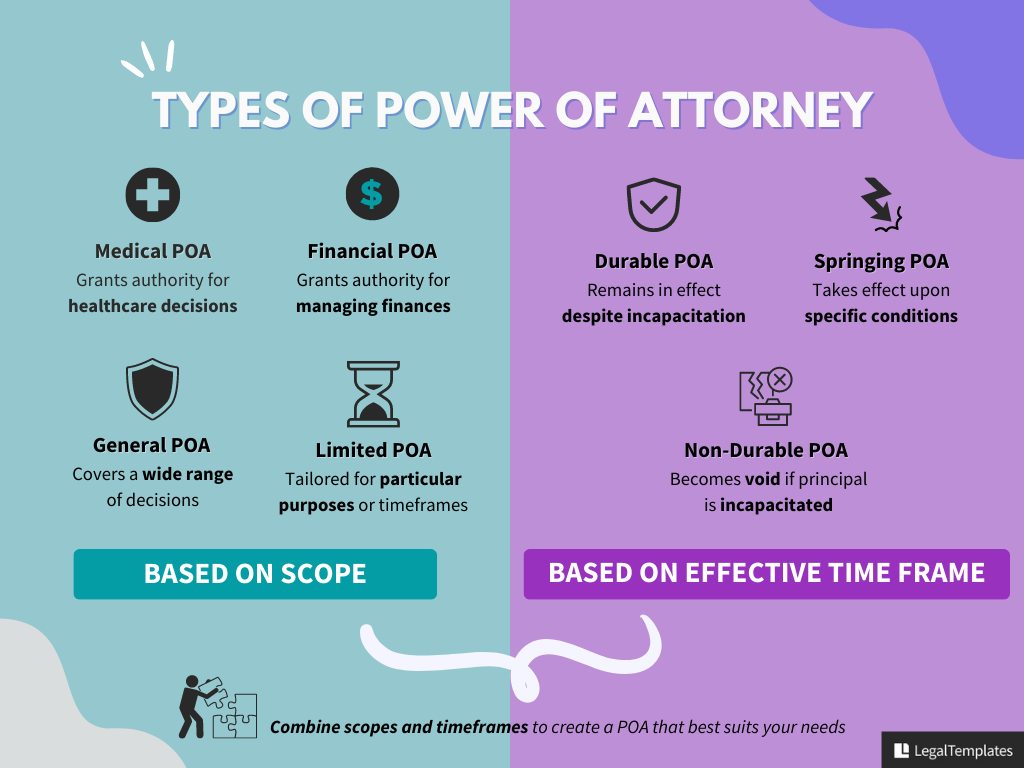 TYPES OF POWER OF ATTORNEY
Medical POA
Grants authority for
healthcare decisions
$
Financial POA
Grants authority for
managing finances
General POA
Covers a wide range
of decisions
Limited POA
Tailored for particular
purposes or timeframes
BASED ON SCOPE
Durable POA
Remains in effect
despite incapacitation
Springing POA
Takes effect upon
specific conditions
Non-Durable POA
Becomes void if principal
is incapacitated
BASED ON EFFECTIVE TIME FRAME
Combine scopes and timeframes to create a POA that best suits your needs
LegalTemplates